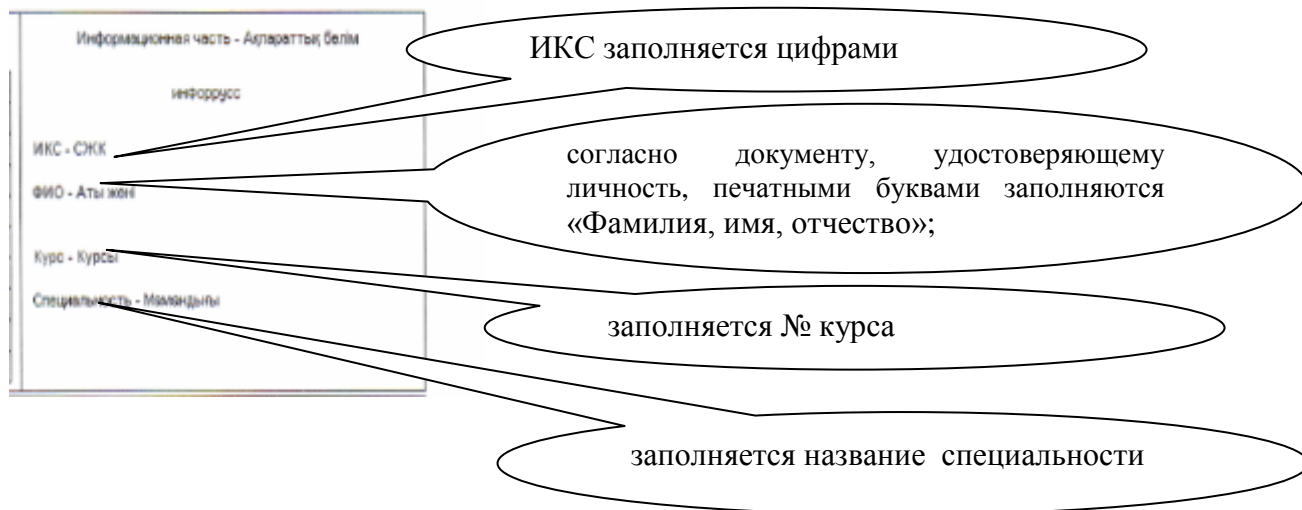 Информационная часть - Ақпараттық бөлім
инфоррусс
ИКС - СЖК
ФИО - Аты жөні
Курс - Курсы
Специальность - Мамандығы
ИКС заполняется цифрами
согласно документу, удостоверяющему
личность, печатными буквами заполняются
«Фамилия, имя, отчество»;
заполняется № курса
заполняется название специальности